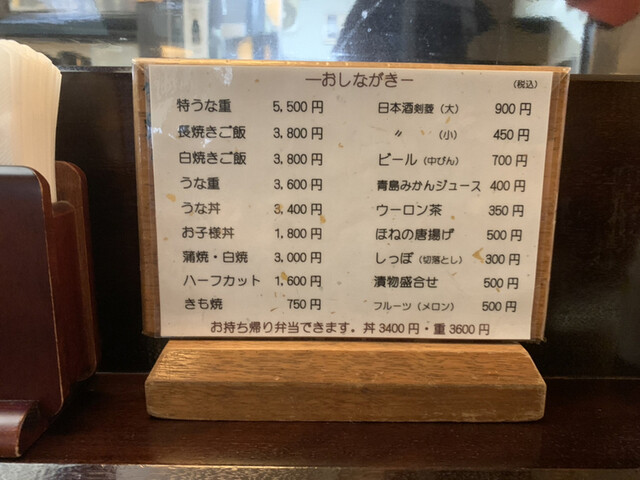 ―おしながき―
(税込)
特うな重 5,500円
長焼きご飯 3,800円
白焼きご飯 3,800円
うな重 3,600円
うな丼 3,400円
お子様丼 1,800円
蒲焼・白焼 3,000円
ハーフカット 1,600円
きも焼 750円
日本酒剣菱（大） 900円
〃 （小） 450円
ビール（中びん） 700円
青島みかんジュース 400円
ウーロン茶 350円
ほねの唐揚げ 500円
しっぽ（切落とし） 300円
漬物盛合せ 500円
フルーツ（メロン） 500円
お持ち帰り弁当できます。丼3400円・重3600円